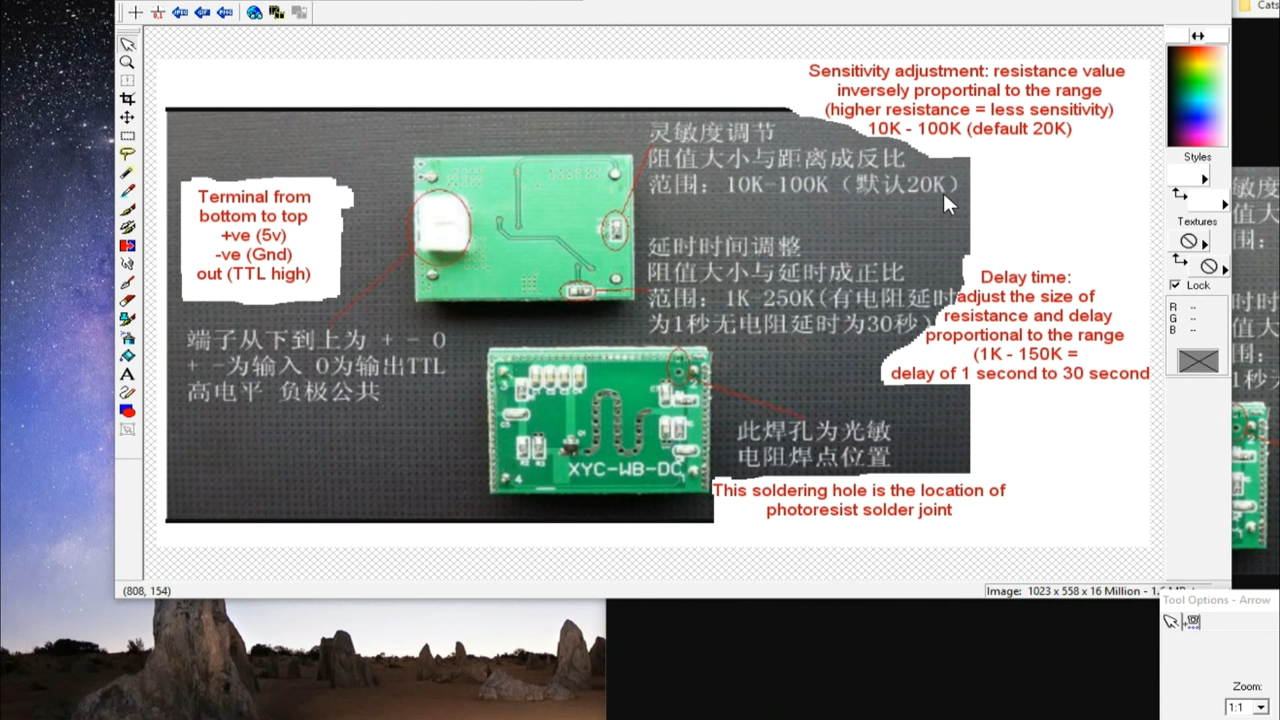 Cats
Sensitivity adjustment: resistance value
inversely proportinal to the range
(higher resistance = less sensitivity)
10K - 100K (default 20K)
灵敏度调节
阻值大小与距离成反比
范围：10K-100K（默认20K）
Terminal from
bottom to top
+ve (5v)
-ve (Gnd)
out (TTL high)
延时时间调整
阻值大小与延时成正比
范围：1K-250K(有电阻延时
为1秒无电阻延时为30秒)
Delay time:
adjust the size of
resistance and delay
proportional to the range
(1K - 150K =
delay of 1 second to 30 second
端子从下到上为 + - O
+ -为输入 O为输出TTL
高电平 负极公共
XYC-WB-DC
3
2
4
此焊孔为光敏
电阻焊点位置
This soldering hole is the location of
photoresist solder joint
Styles
Textures
Lock
R --
G --
B --
(808, 154)
Image: 1023 x 558 x 16 Million - 1.
Tool Options - Arrow
Zoom:
1:1